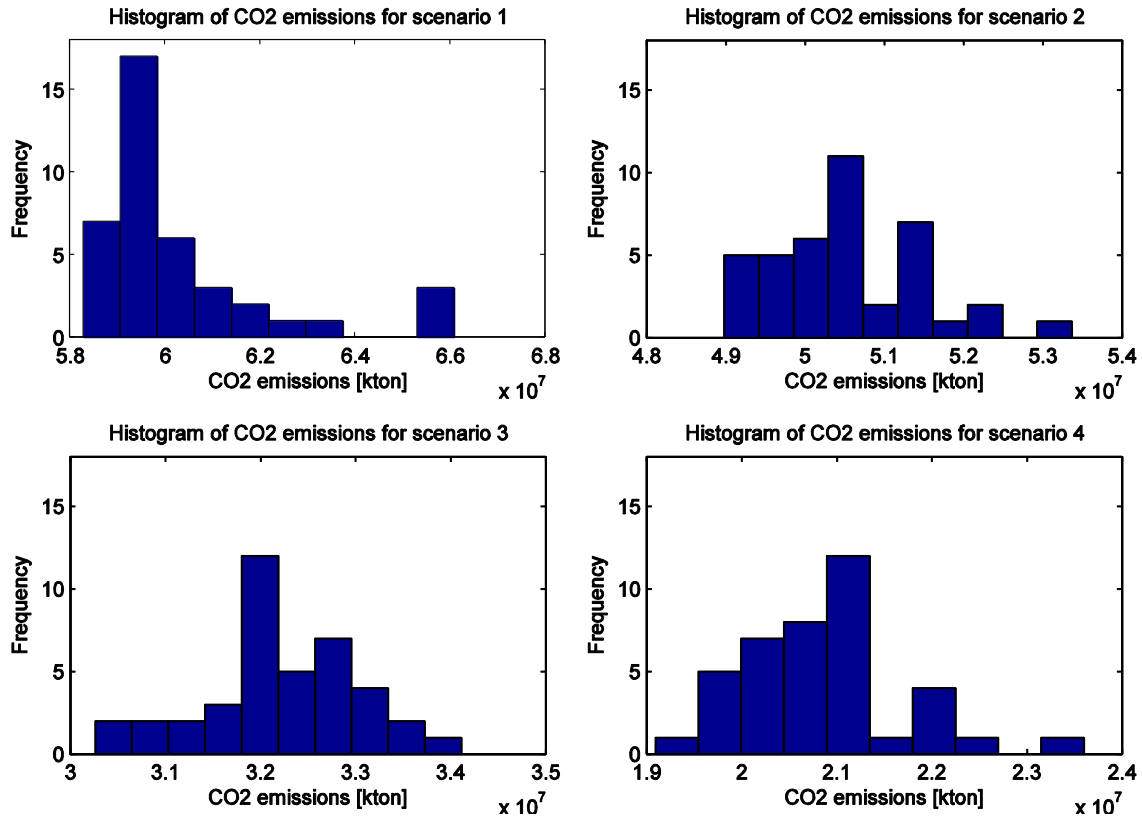 Histogram of CO2 emissions for scenario 1
15
10
5
0
Frequency
5.8 6 6.2 6.4 6.6 6.8
CO2 emissions [kton]
x 10^7
Histogram of CO2 emissions for scenario 2
15
10
5
0
Frequency
4.8 4.9 5 5.1 5.2 5.3 5.4
CO2 emissions [kton]
x 10^7
Histogram of CO2 emissions for scenario 3
15
10
5
0
Frequency
3 3.1 3.2 3.3 3.4 3.5
CO2 emissions [kton]
x 10^7
Histogram of CO2 emissions for scenario 4
15
10
5
0
Frequency
1.9 2 2.1 2.2 2.3 2.4
CO2 emissions [kton]
x 10^7